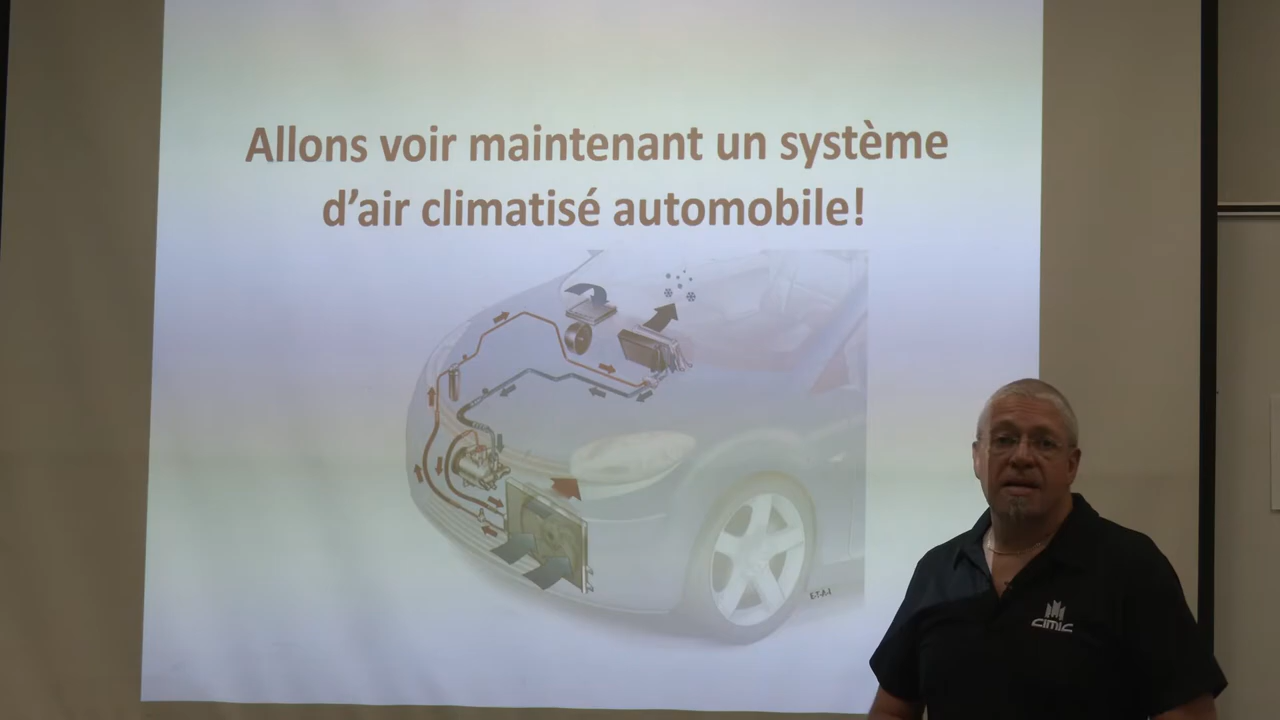 Allons voir maintenant un système
d'air climatisé automobile!
CIMIC